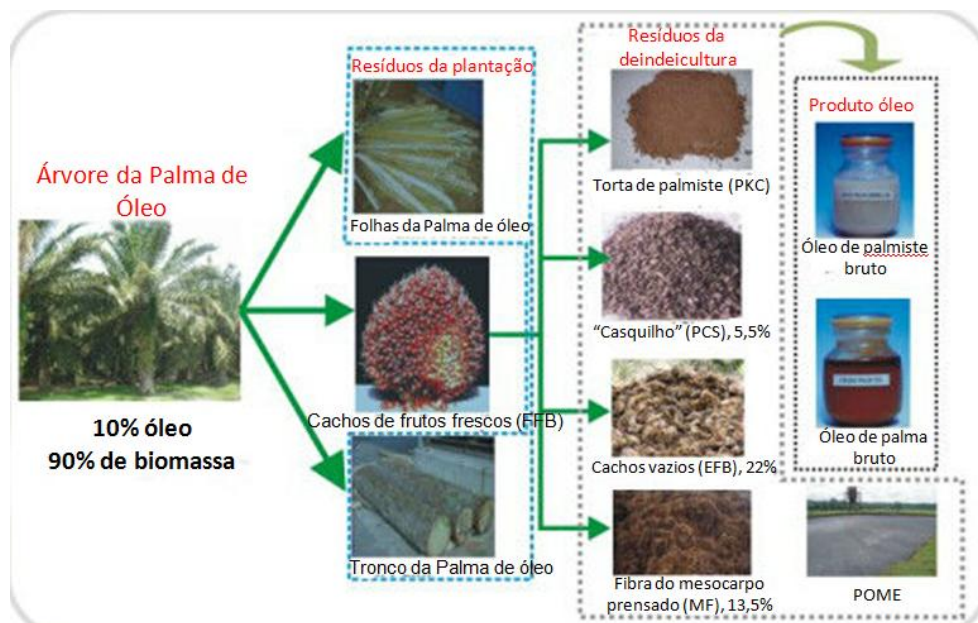 Árvore da Palma de
Óleo
10% óleo
90% de biomassa
Resíduos da plantação
Folhas da Palma de óleo
Cachos de frutos frescos (FFB)
Tronco da Palma de óleo
Resíduos da
deindeicultura
Torta de palmiste (PKC)
“Casquilho” (PCS), 5,5%
Cachos vazios (EFB), 22%
Fibra do mesocarpo
prensado (MF), 13,5%
Produto óleo
Óleo de palmiste
bruto
Óleo de palma
bruto
POME